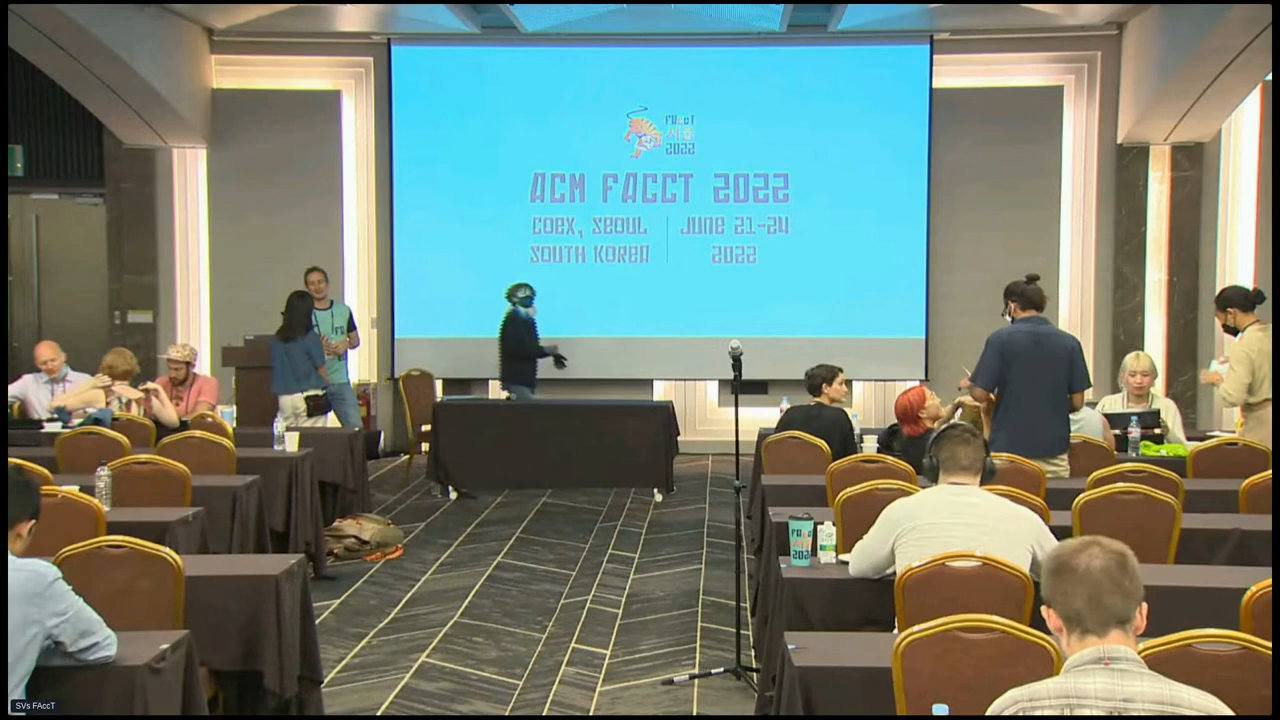 FAccT
서울
2022
ACM FACCT 2022
COEX, SEOUL
SOUTH KOREA
JUNE 21-24
2022
SVs FAccT